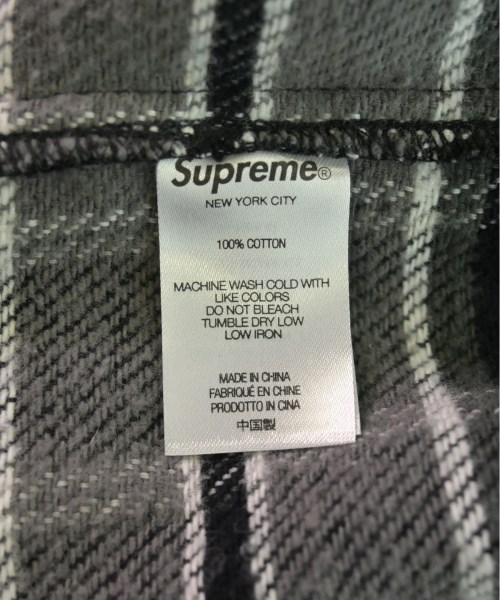 Supreme®
NEW YORK CITY
100% COTTON
MACHINE WASH COLD WITH
LIKE COLORS
DO NOT BLEACH
TUMBLE DRY LOW
LOW IRON
MADE IN CHINA
FABRIQUÉ EN CHINE
PRODOTTO IN CINA
中国製